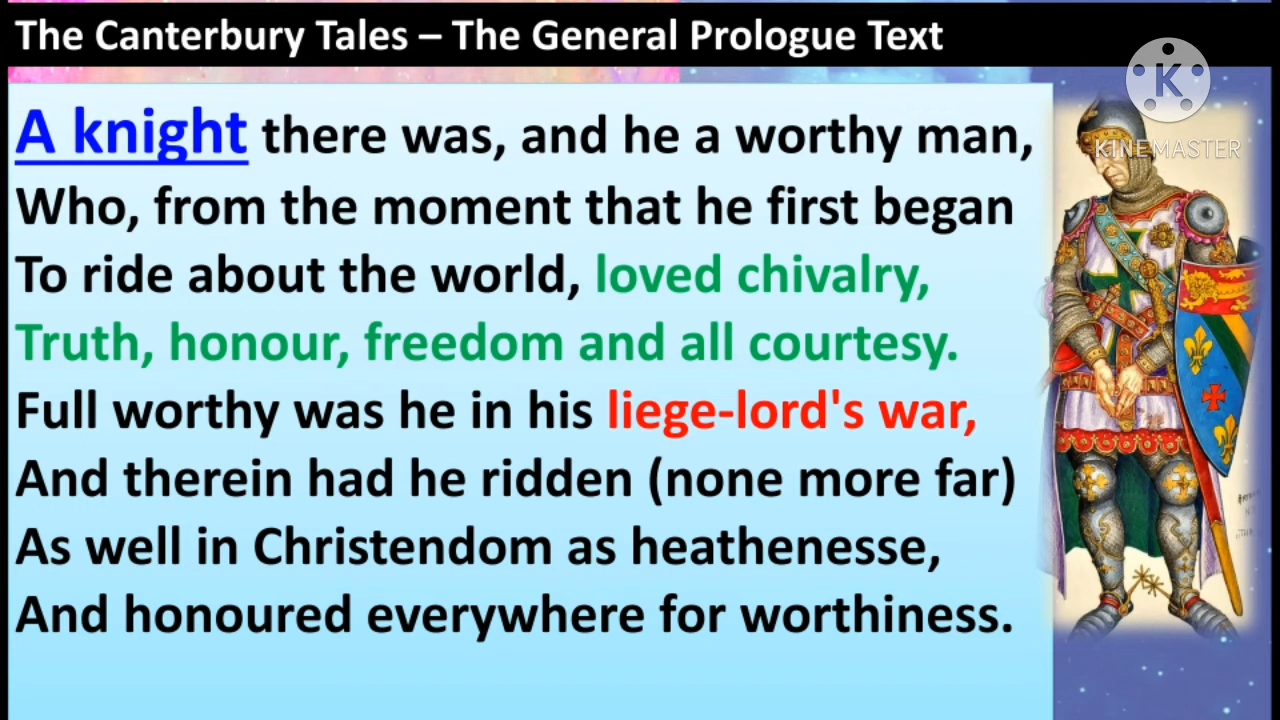 The Canterbury Tales – The General Prologue Text
K
KINEMASTER
A knight there was, and he a worthy man,
Who, from the moment that he first began
To ride about the world, loved chivalry,
Truth, honour, freedom and all courtesy.
Full worthy was he in his liege-lord's war,
And therein had he ridden (none more far)
As well in Christendom as heathenesse,
And honoured everywhere for worthiness.